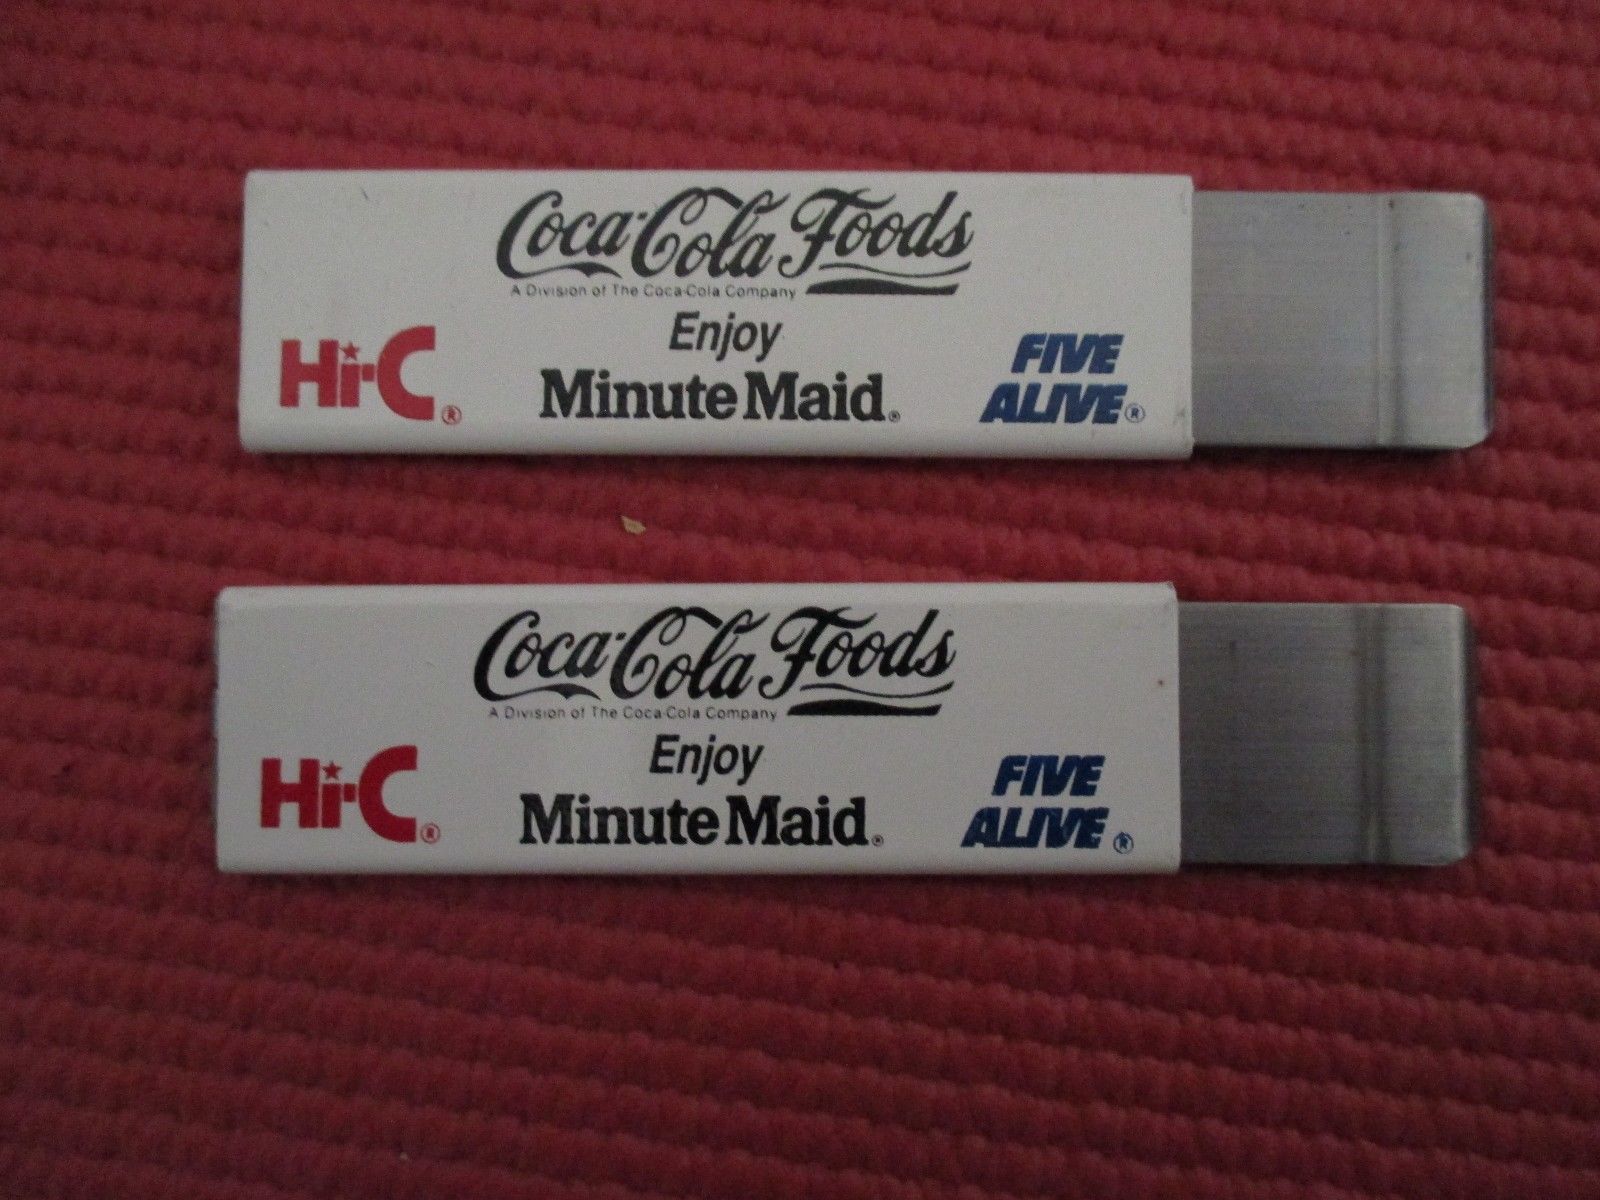 Coca-Cola Foods
A Division of The Coca-Cola Company
Enjoy
Hi-C®
Minute Maid®
FIVE
ALIVE®
Coca-Cola Foods
A Division of The Coca-Cola Company
Enjoy
Hi-C®
Minute Maid®
FIVE
ALIVE®